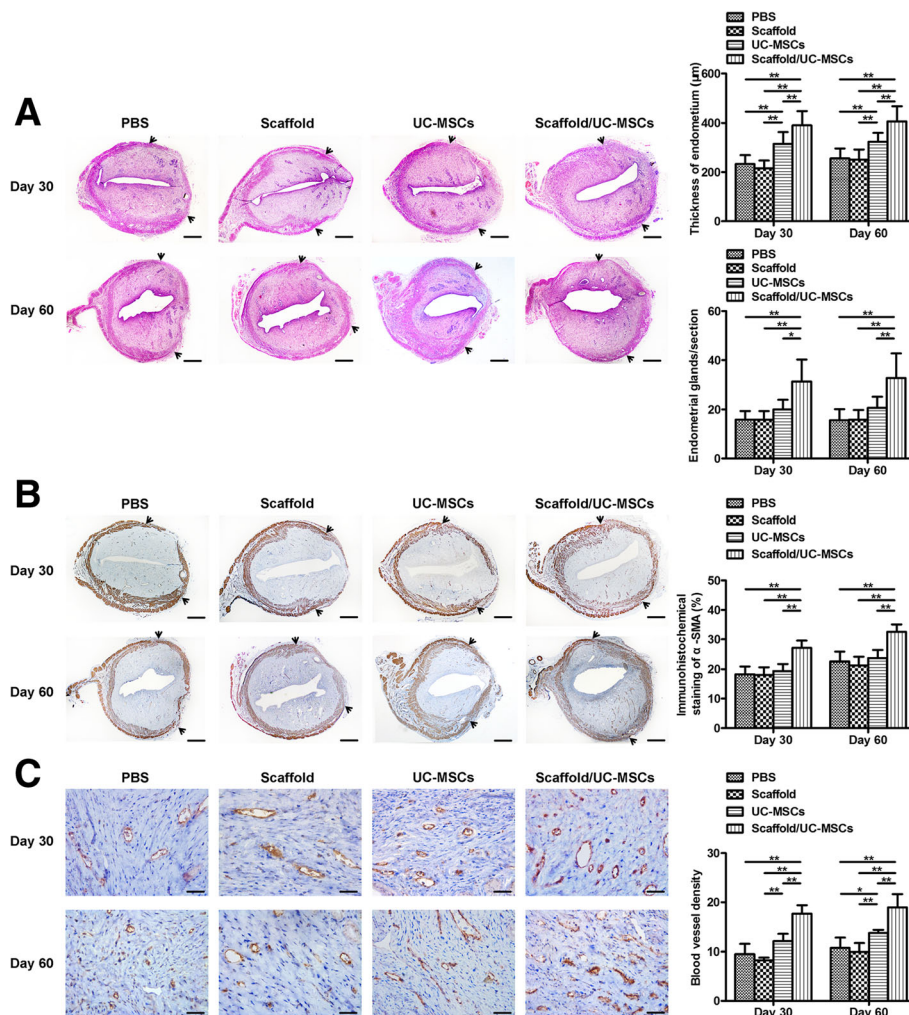 A
PBS
Scaffold
UC-MSCs
Scaffold/UC-MSCs
Day 30
Day 60
PBS
Scaffold
UC-MSCs
Scaffold/UC-MSCs
Thickness of endometium (μm)
600
400
200
0
** ** ** ** **
** ** ** ** **
Day 30 Day 60
PBS
Scaffold
UC-MSCs
Scaffold/UC-MSCs
Endometrial glands/section
60
40
20
0
** ** *
** ** **
Day 30 Day 60
B
PBS
Scaffold
UC-MSCs
Scaffold/UC-MSCs
Day 30
Day 60
PBS
Scaffold
UC-MSCs
Scaffold/UC-MSCs
Immunohistochemical
staining of α -SMA (%)
50
40
30
20
10
0
** ** **
** ** **
Day 30 Day 60
C
PBS
Scaffold
UC-MSCs
Scaffold/UC-MSCs
Day 30
Day 60
PBS
Scaffold
UC-MSCs
Scaffold/UC-MSCs
Blood vessel density
30
20
10
0
** ** ** **
** ** ** * **
Day 30 Day 60